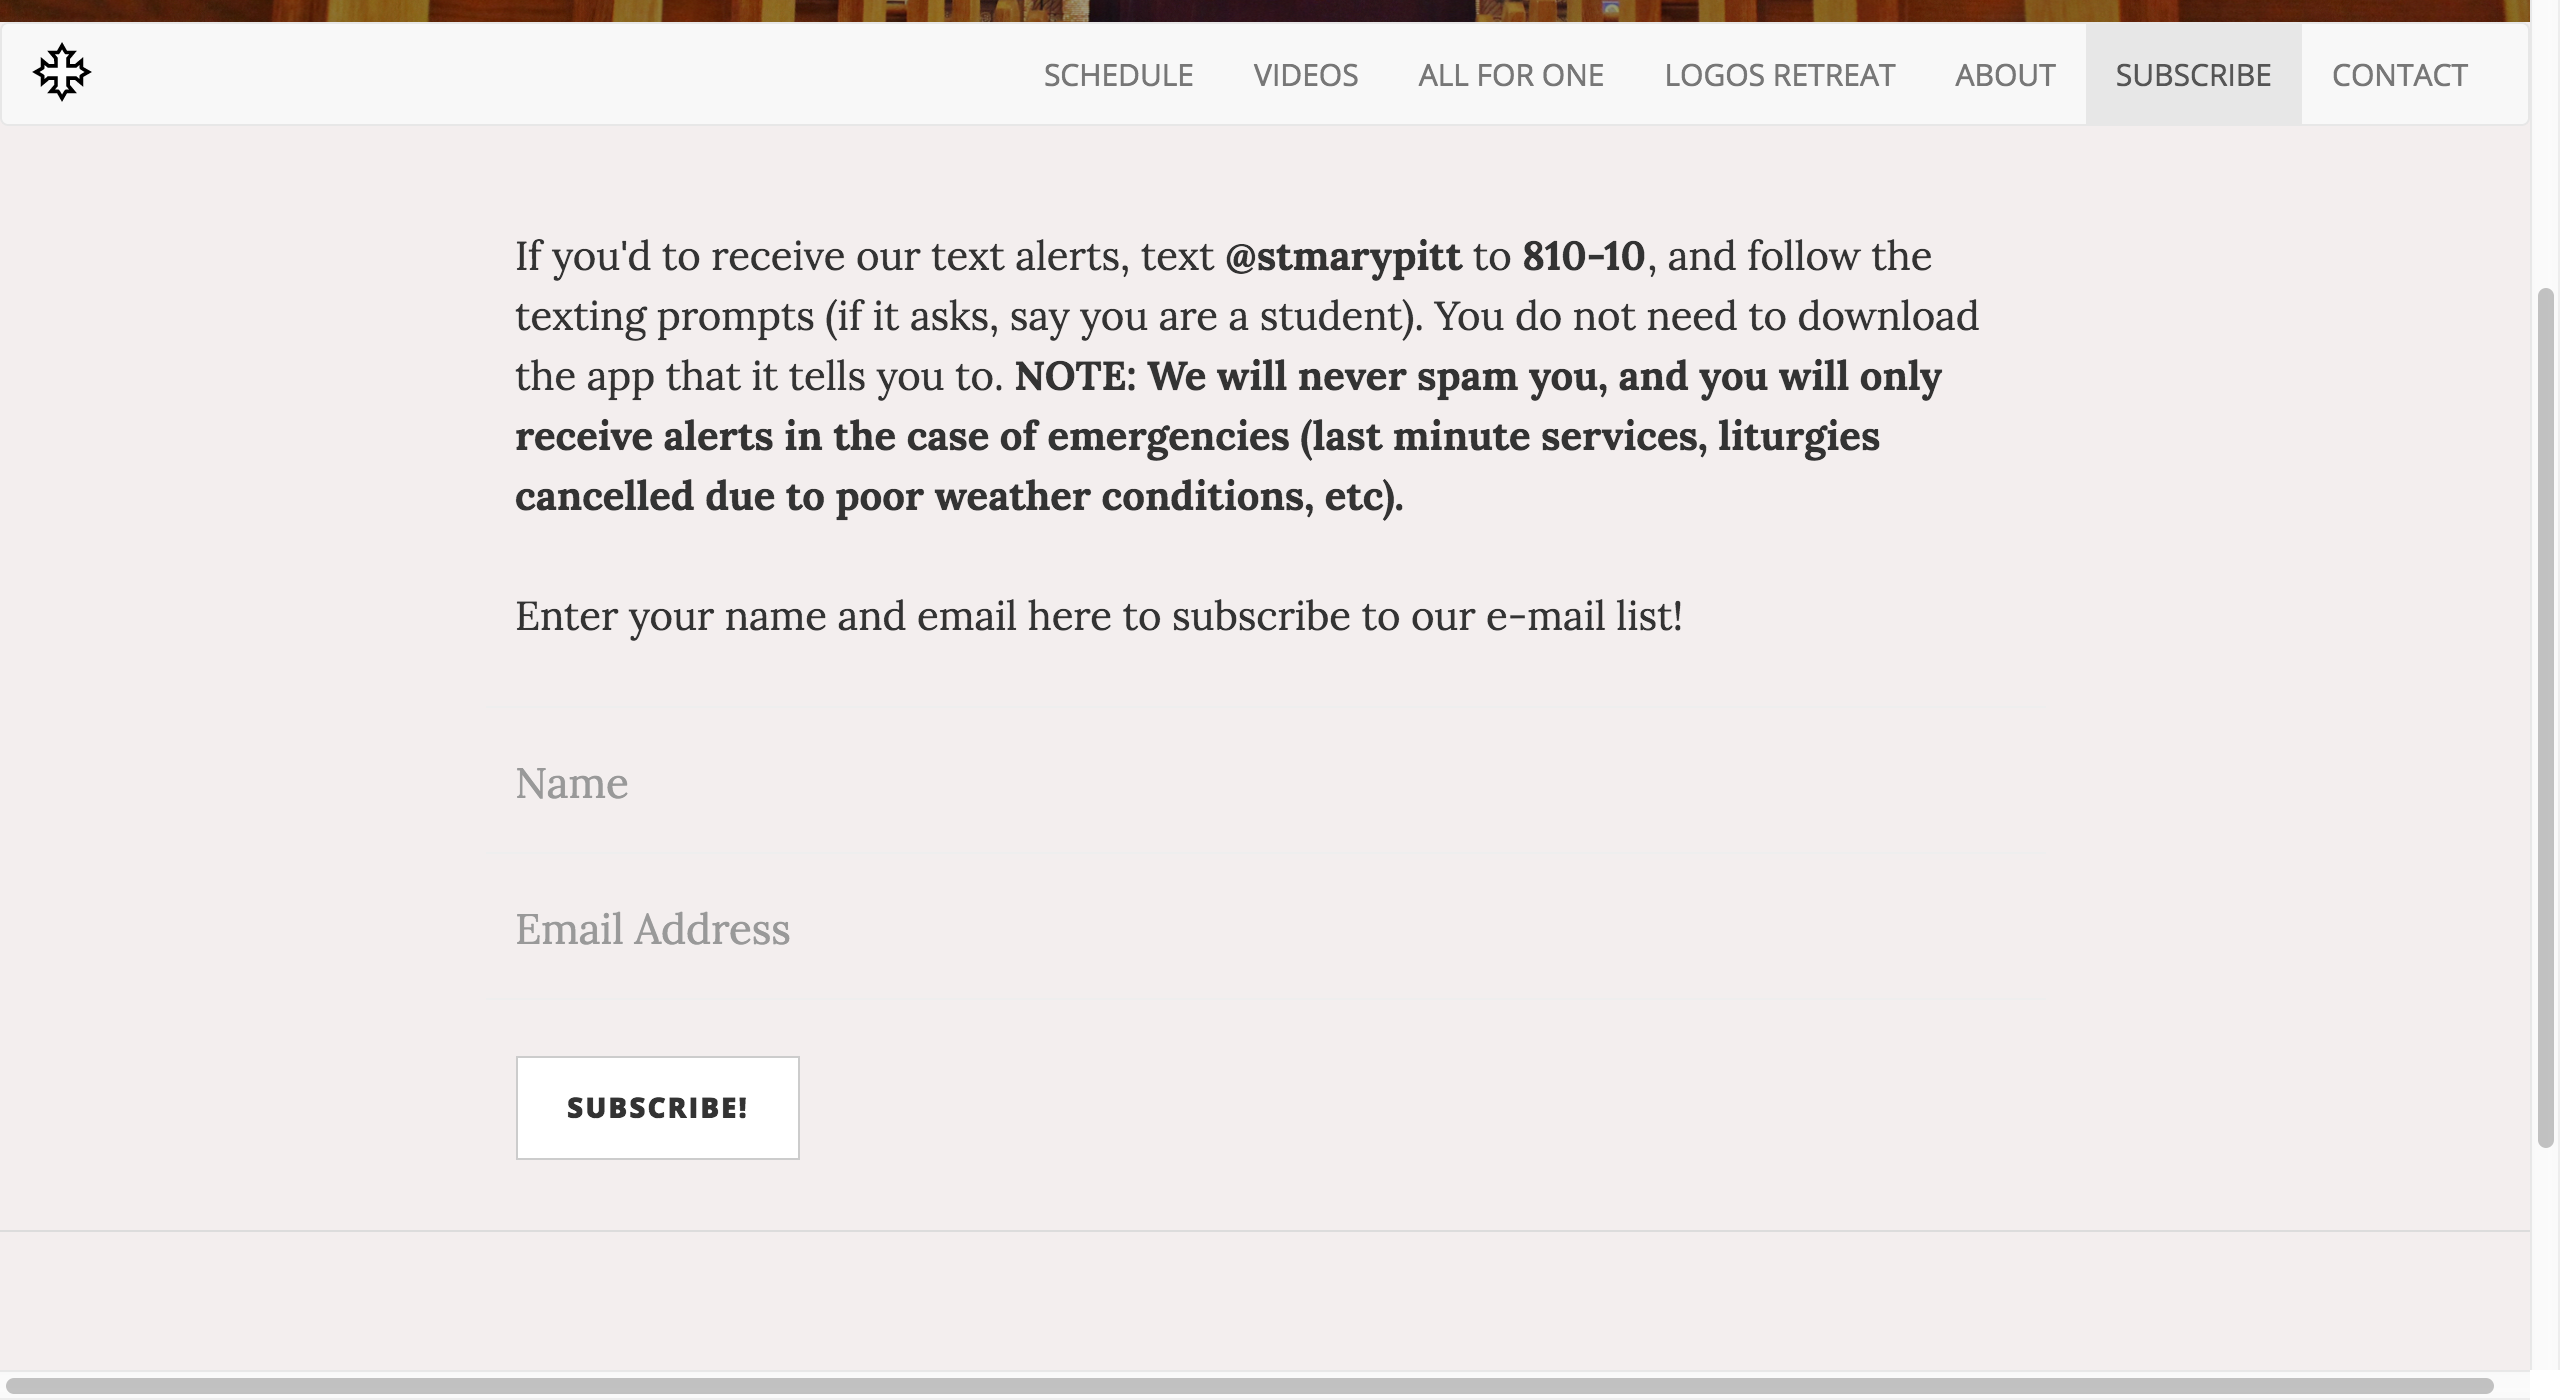 SCHEDULE VIDEOS ALL FOR ONE LOGOS RETREAT ABOUT SUBSCRIBE CONTACT
If you'd to receive our text alerts, text @stmarypitt to 810-10, and follow the
texting prompts (if it asks, say you are a student). You do not need to download
the app that it tells you to. NOTE: We will never spam you, and you will only
receive alerts in the case of emergencies (last minute services, liturgies
cancelled due to poor weather conditions, etc).
Enter your name and email here to subscribe to our e-mail list!
Name
Email Address
SUBSCRIBE!